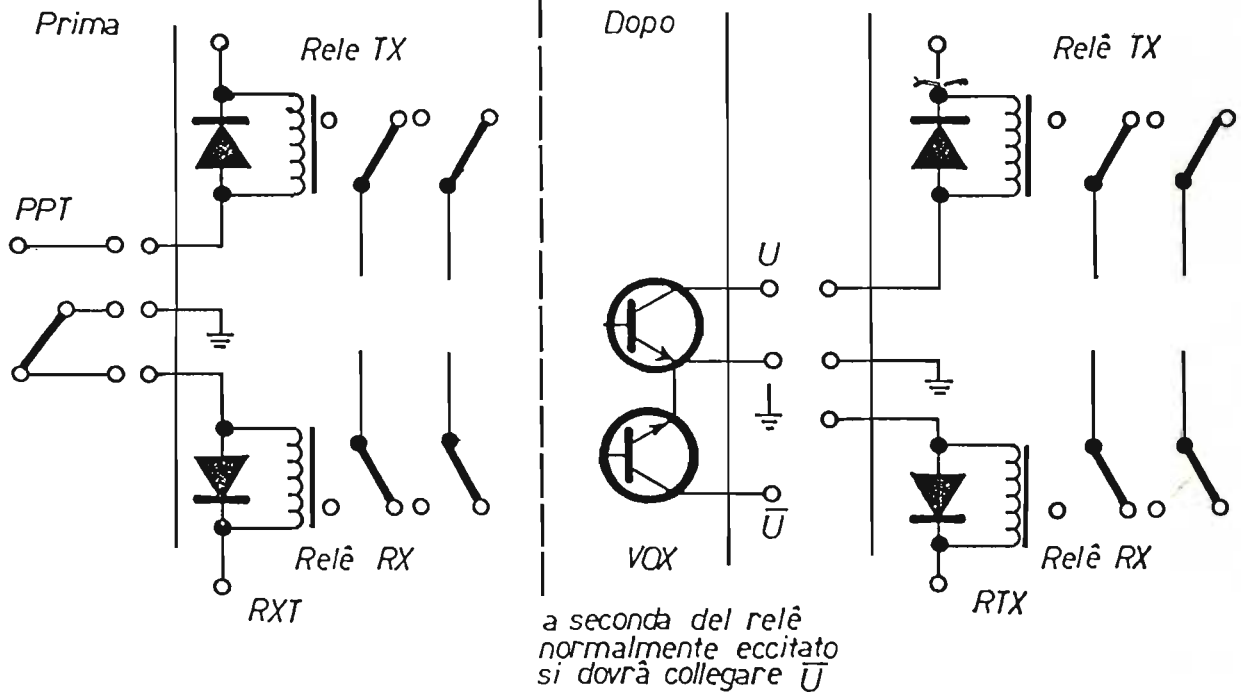 Prima
Rele TX
PPT
Relê RX
RXT
Dopo
Relê TX
U
U̅
VOX
Relê RX
RTX
a seconda del relê
normalmente eccitato
si dovrâ collegare U̅